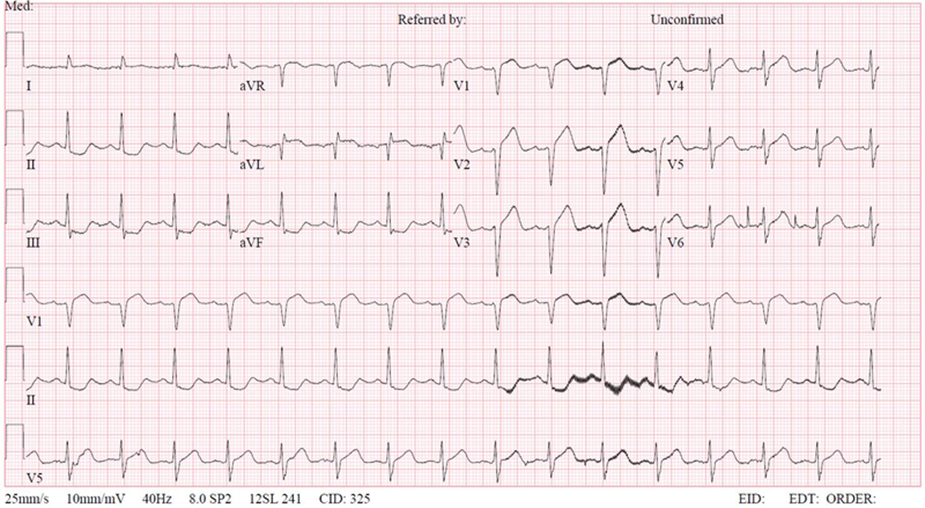 Med:
Referred by: Unconfirmed
I aVR V1 V4
II aVL V2 V5
III aVF V3 V6
V1
II
V5
25mm/s 10mm/mV 40Hz 8.0 SP2 12SL 241 CID: 325 EID: EDT: ORDER: